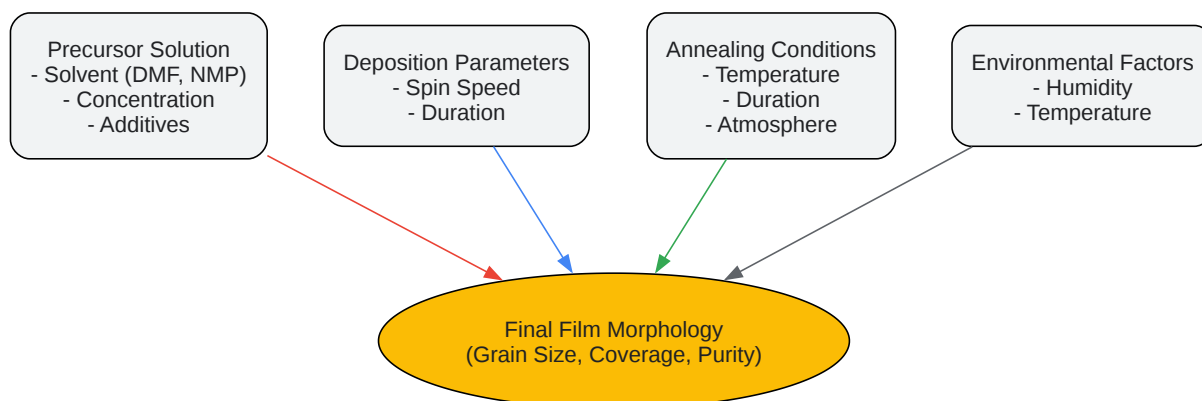 Precursor Solution
- Solvent (DMF, NMP)
- Concentration
- Additives
Deposition Parameters
- Spin Speed
- Duration
Annealing Conditions
- Temperature
- Duration
- Atmosphere
Environmental Factors
- Humidity
- Temperature
Final Film Morphology
(Grain Size, Coverage, Purity)